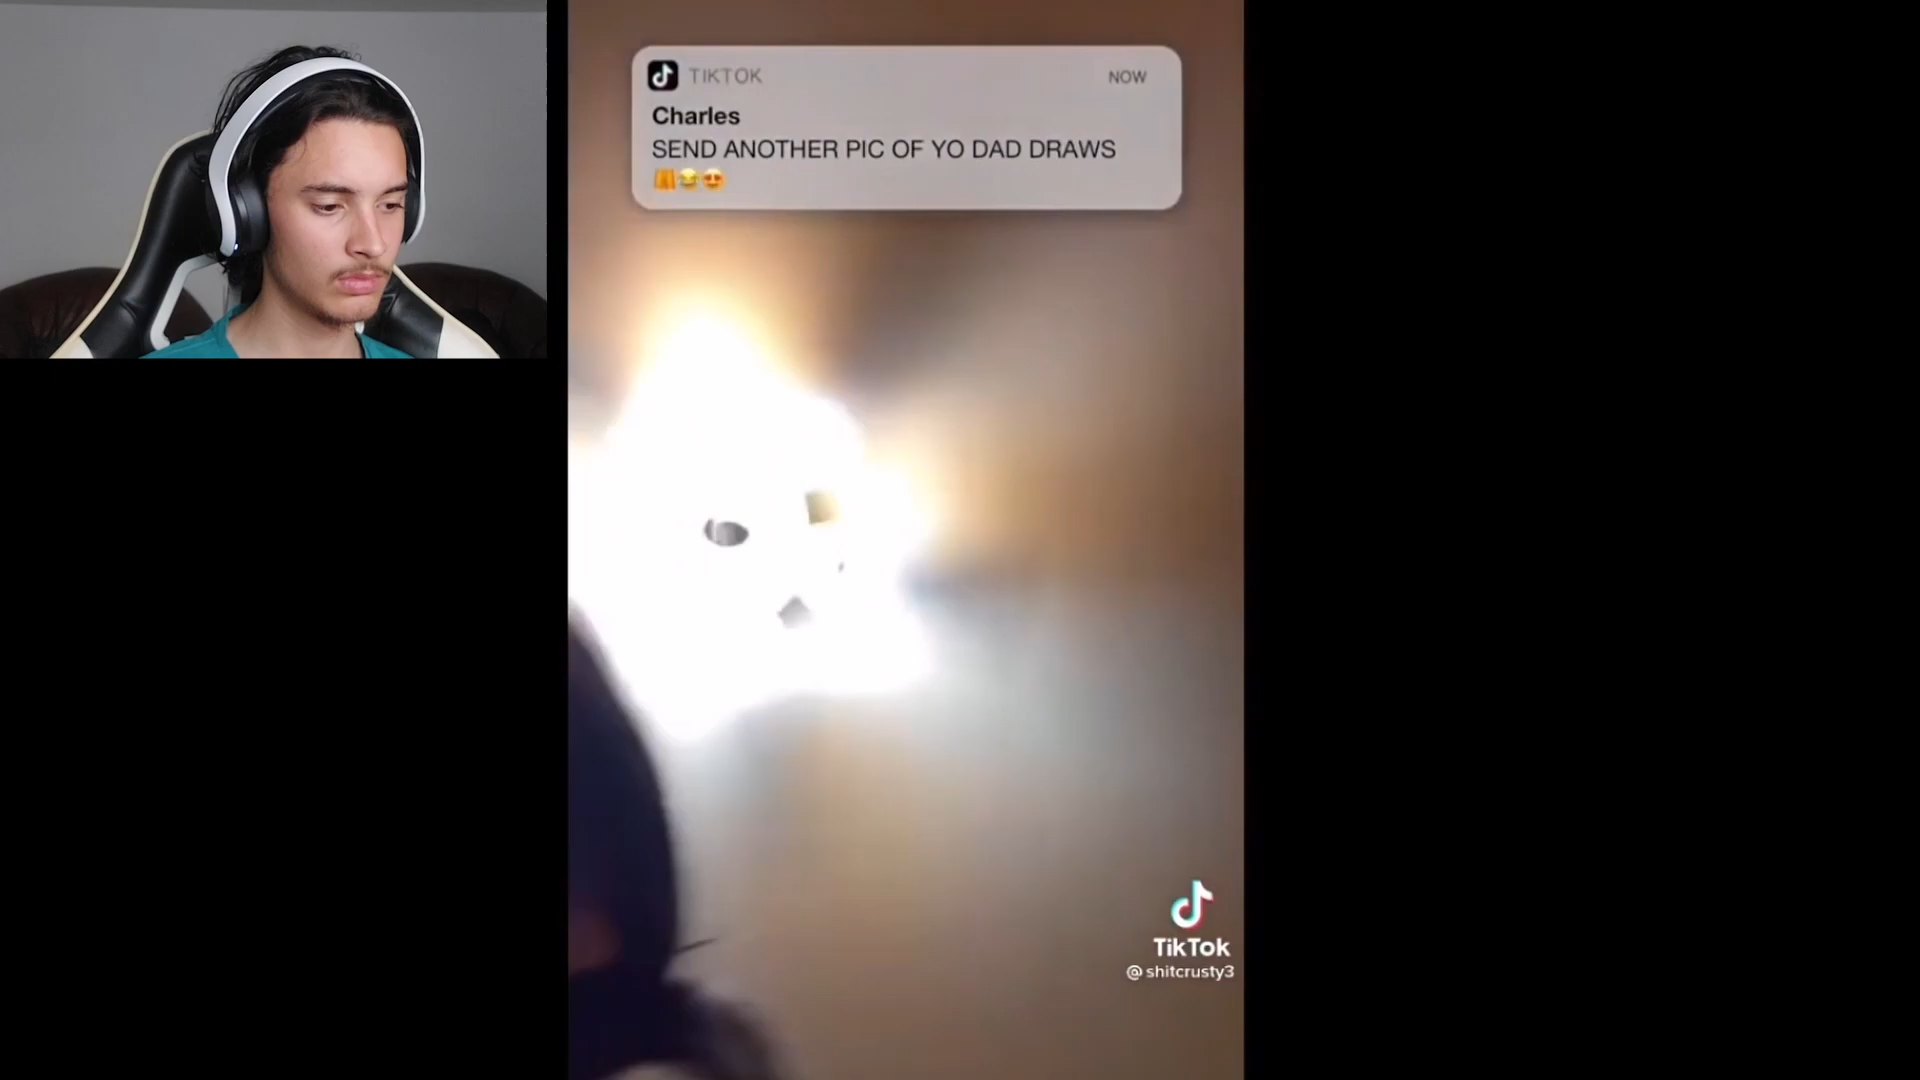 TIKTOK
NOW
Charles
SEND ANOTHER PIC OF YO DAD DRAWS
🩳😂😍
TikTok
@shitcrusty3